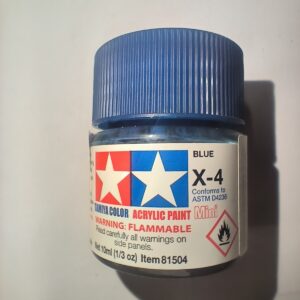 BLUE
X-4
Conforms to
ASTM D4236
TAMIYA COLOR ACRYLIC PAINT Mini
WARNING: FLAMMABLE
Read carefully all warnings on
side panels.
Net 10ml (1/3 oz) Item 81504